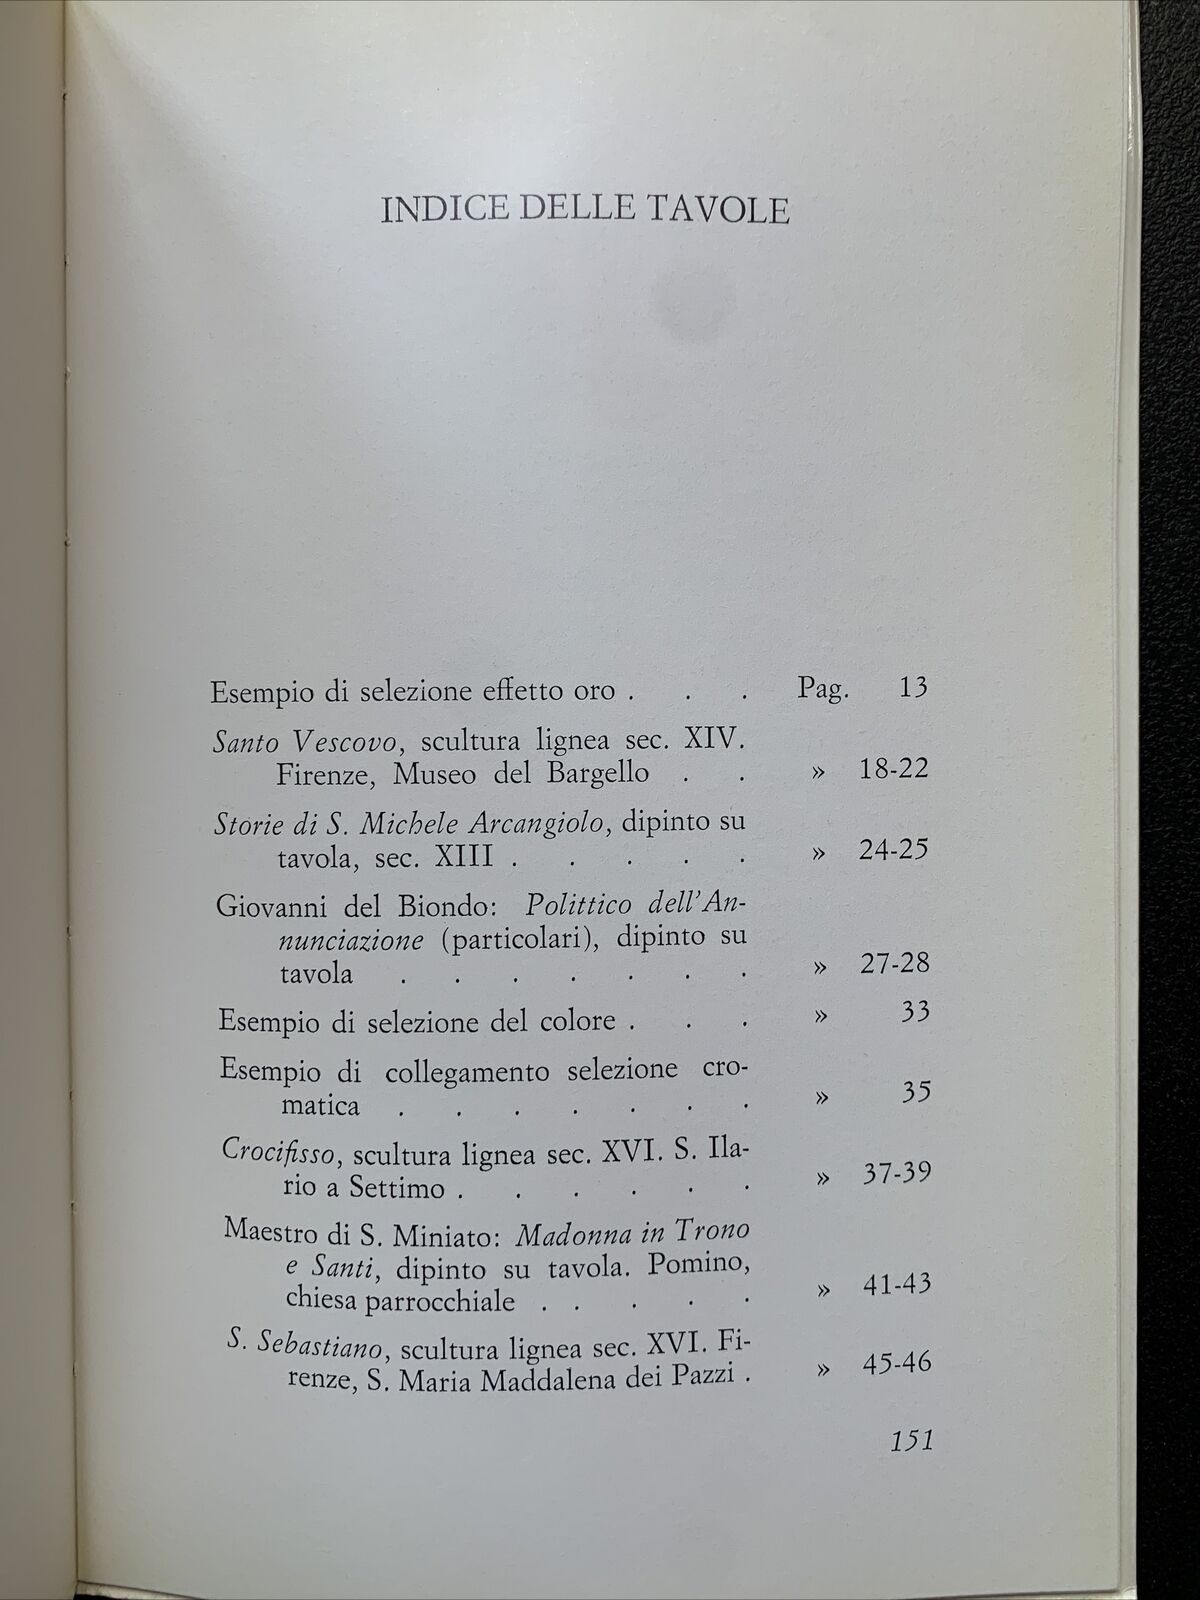 INDICE DELLE TAVOLE
Esempio di selezione effetto oro . . . Pag. 13
Santo Vescovo, scultura lignea sec. XIV.
Firenze, Museo del Bargello . . » 18-22
Storie di S. Michele Arcangiolo, dipinto su
tavola, sec. XIII . . . . . » 24-25
Giovanni del Biondo: Polittico dell'An-
nunciazione (particolari), dipinto su
tavola . . . . . . . » 27-28
Esempio di selezione del colore . . . » 33
Esempio di collegamento selezione cro-
matica . . . . . . . » 35
Crocifisso, scultura lignea sec. XVI. S. Ila-
rio a Settimo . . . . . . » 37-39
Maestro di S. Miniato: Madonna in Trono
e Santi, dipinto su tavola. Pomino,
chiesa parrocchiale . . . . . » 41-43
S. Sebastiano, scultura lignea sec. XVI. Fi-
renze, S. Maria Maddalena dei Pazzi . » 45-46
151